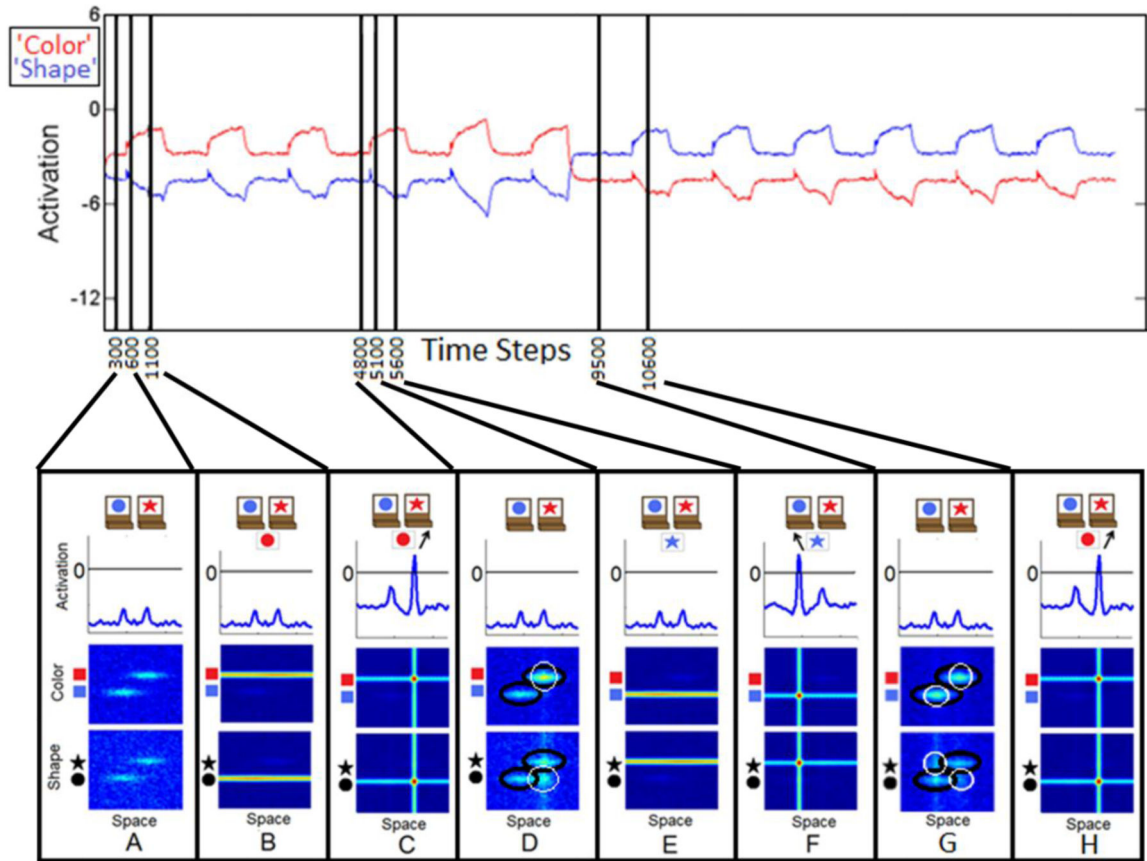 6
'Color'
'Shape'
0
-6
-12
Activation
300
600
1100
4800
5100
5600
Time Steps
9500
10600
Activation
0
0
0
0
0
0
0
0
Color
Shape
Space
Space
Space
Space
Space
Space
Space
Space
A
B
C
D
E
F
G
H